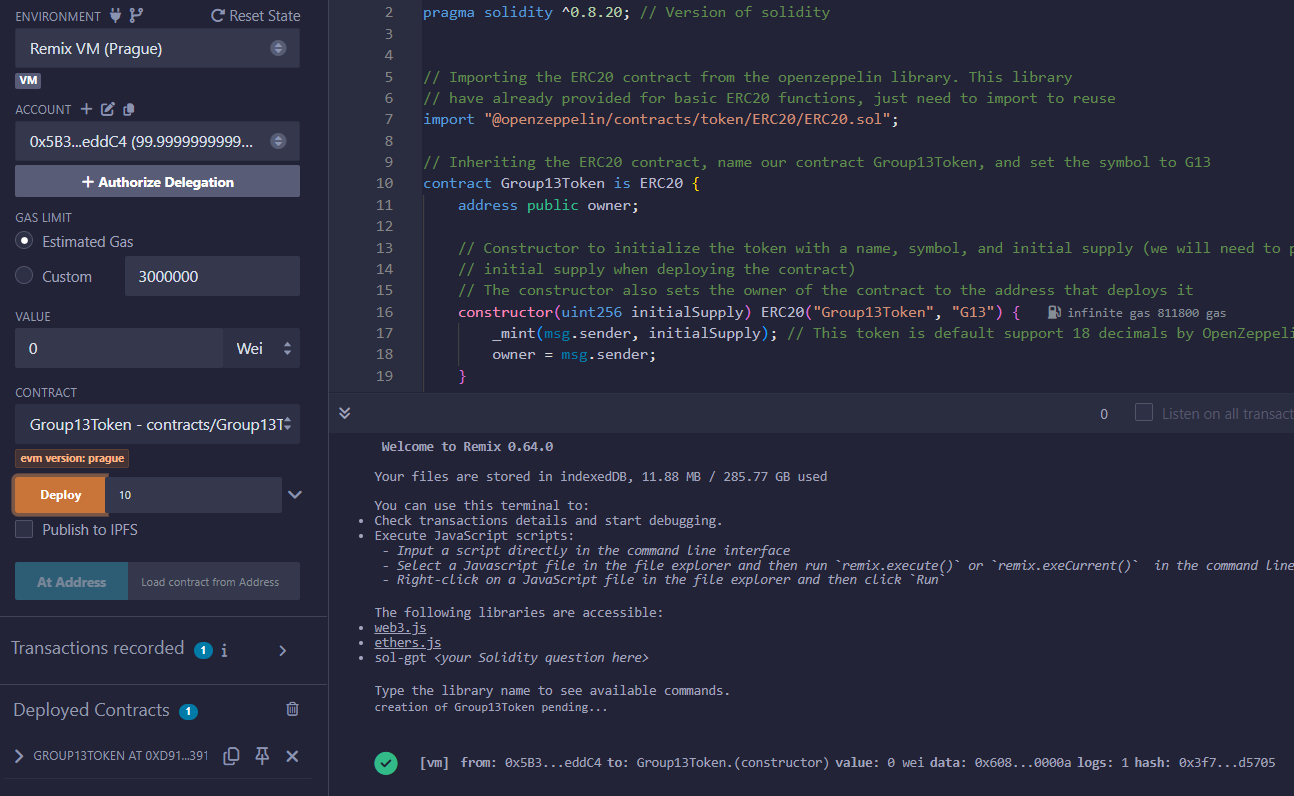 ENVIRONMENT
Reset State
Remix VM (Prague)
VM
ACCOUNT
0x5B3...eddC4 (99.9999999999...
+ Authorize Delegation
GAS LIMIT
Estimated Gas
Custom
3000000
VALUE
0
Wei
CONTRACT
Group13Token - contracts/Group13T
evm version: prague
Deploy
10
Publish to IPFS
At Address
Load contract from Address
Transactions recorded 1 i
Deployed Contracts 1
GROUP13TOKEN AT 0XD91...391
2 pragma solidity ^0.8.20; // Version of solidity
3
4
5 // Importing the ERC20 contract from the openzeppelin library. This library
6 // have already provided for basic ERC20 functions, just need to import to reuse
7 import "@openzeppelin/contracts/token/ERC20/ERC20.sol";
8
9 // Inheriting the ERC20 contract, name our contract Group13Token, and set the symbol to G13
10 contract Group13Token is ERC20 {
11 address public owner;
12
13 // Constructor to initialize the token with a name, symbol, and initial supply (we will need to
14 // initial supply when deploying the contract)
15 // The constructor also sets the owner of the contract to the address that deploys it
16 constructor(uint256 initialSupply) ERC20("Group13Token", "G13") { infinite gas 811800 gas
17 _mint(msg.sender, initialSupply); // This token is default support 18 decimals by OpenZeppeli
18 owner = msg.sender;
19 }
0
Listen on all transact
Welcome to Remix 0.64.0
Your files are stored in indexedDB, 11.88 MB / 285.77 GB used
You can use this terminal to:
• Check transactions details and start debugging.
• Execute JavaScript scripts:
- Input a script directly in the command line interface
- Select a Javascript file in the file explorer and then run `remix.execute()` or `remix.exeCurrent()` in the command line
- Right-click on a JavaScript file in the file explorer and then click `Run`
The following libraries are accessible:
• web3.js
• ethers.js
• sol-gpt <your Solidity question here>
Type the library name to see available commands.
creation of Group13Token pending...
[vm] from: 0x5B3...eddC4 to: Group13Token.(constructor) value: 0 wei data: 0x608...0000a logs: 1 hash: 0x3f7...d5705